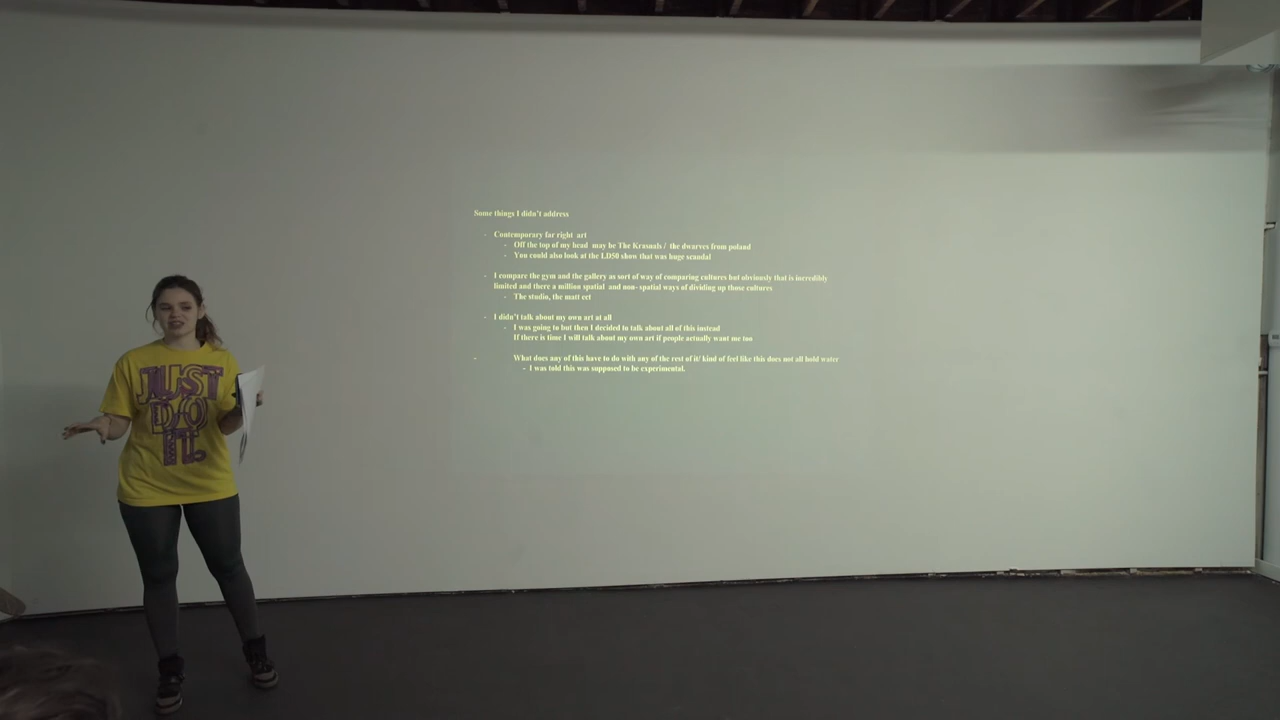 Some things I didn't address
- Contemporary far right art
- Off the top of my head may be The Krasnals / the dwarves from poland
- You could also look at the LD50 show that was huge scandal
- I compare the gym and the gallery as sort of way of comparing cultures but obviously that is incredibly
limited and there a million spatial and non- spatial ways of dividing up those cultures
- The studio, the matt ect
- I didn't talk about my own art at all
- I was going to but then I decided to talk about all of this instead
If there is time I will talk about my own art if people actually want me too
- What does any of this have to do with any of the rest of it/ kind of feel like this does not all hold water
- I was told this was supposed to be experimental.
JUST
DO
IT.